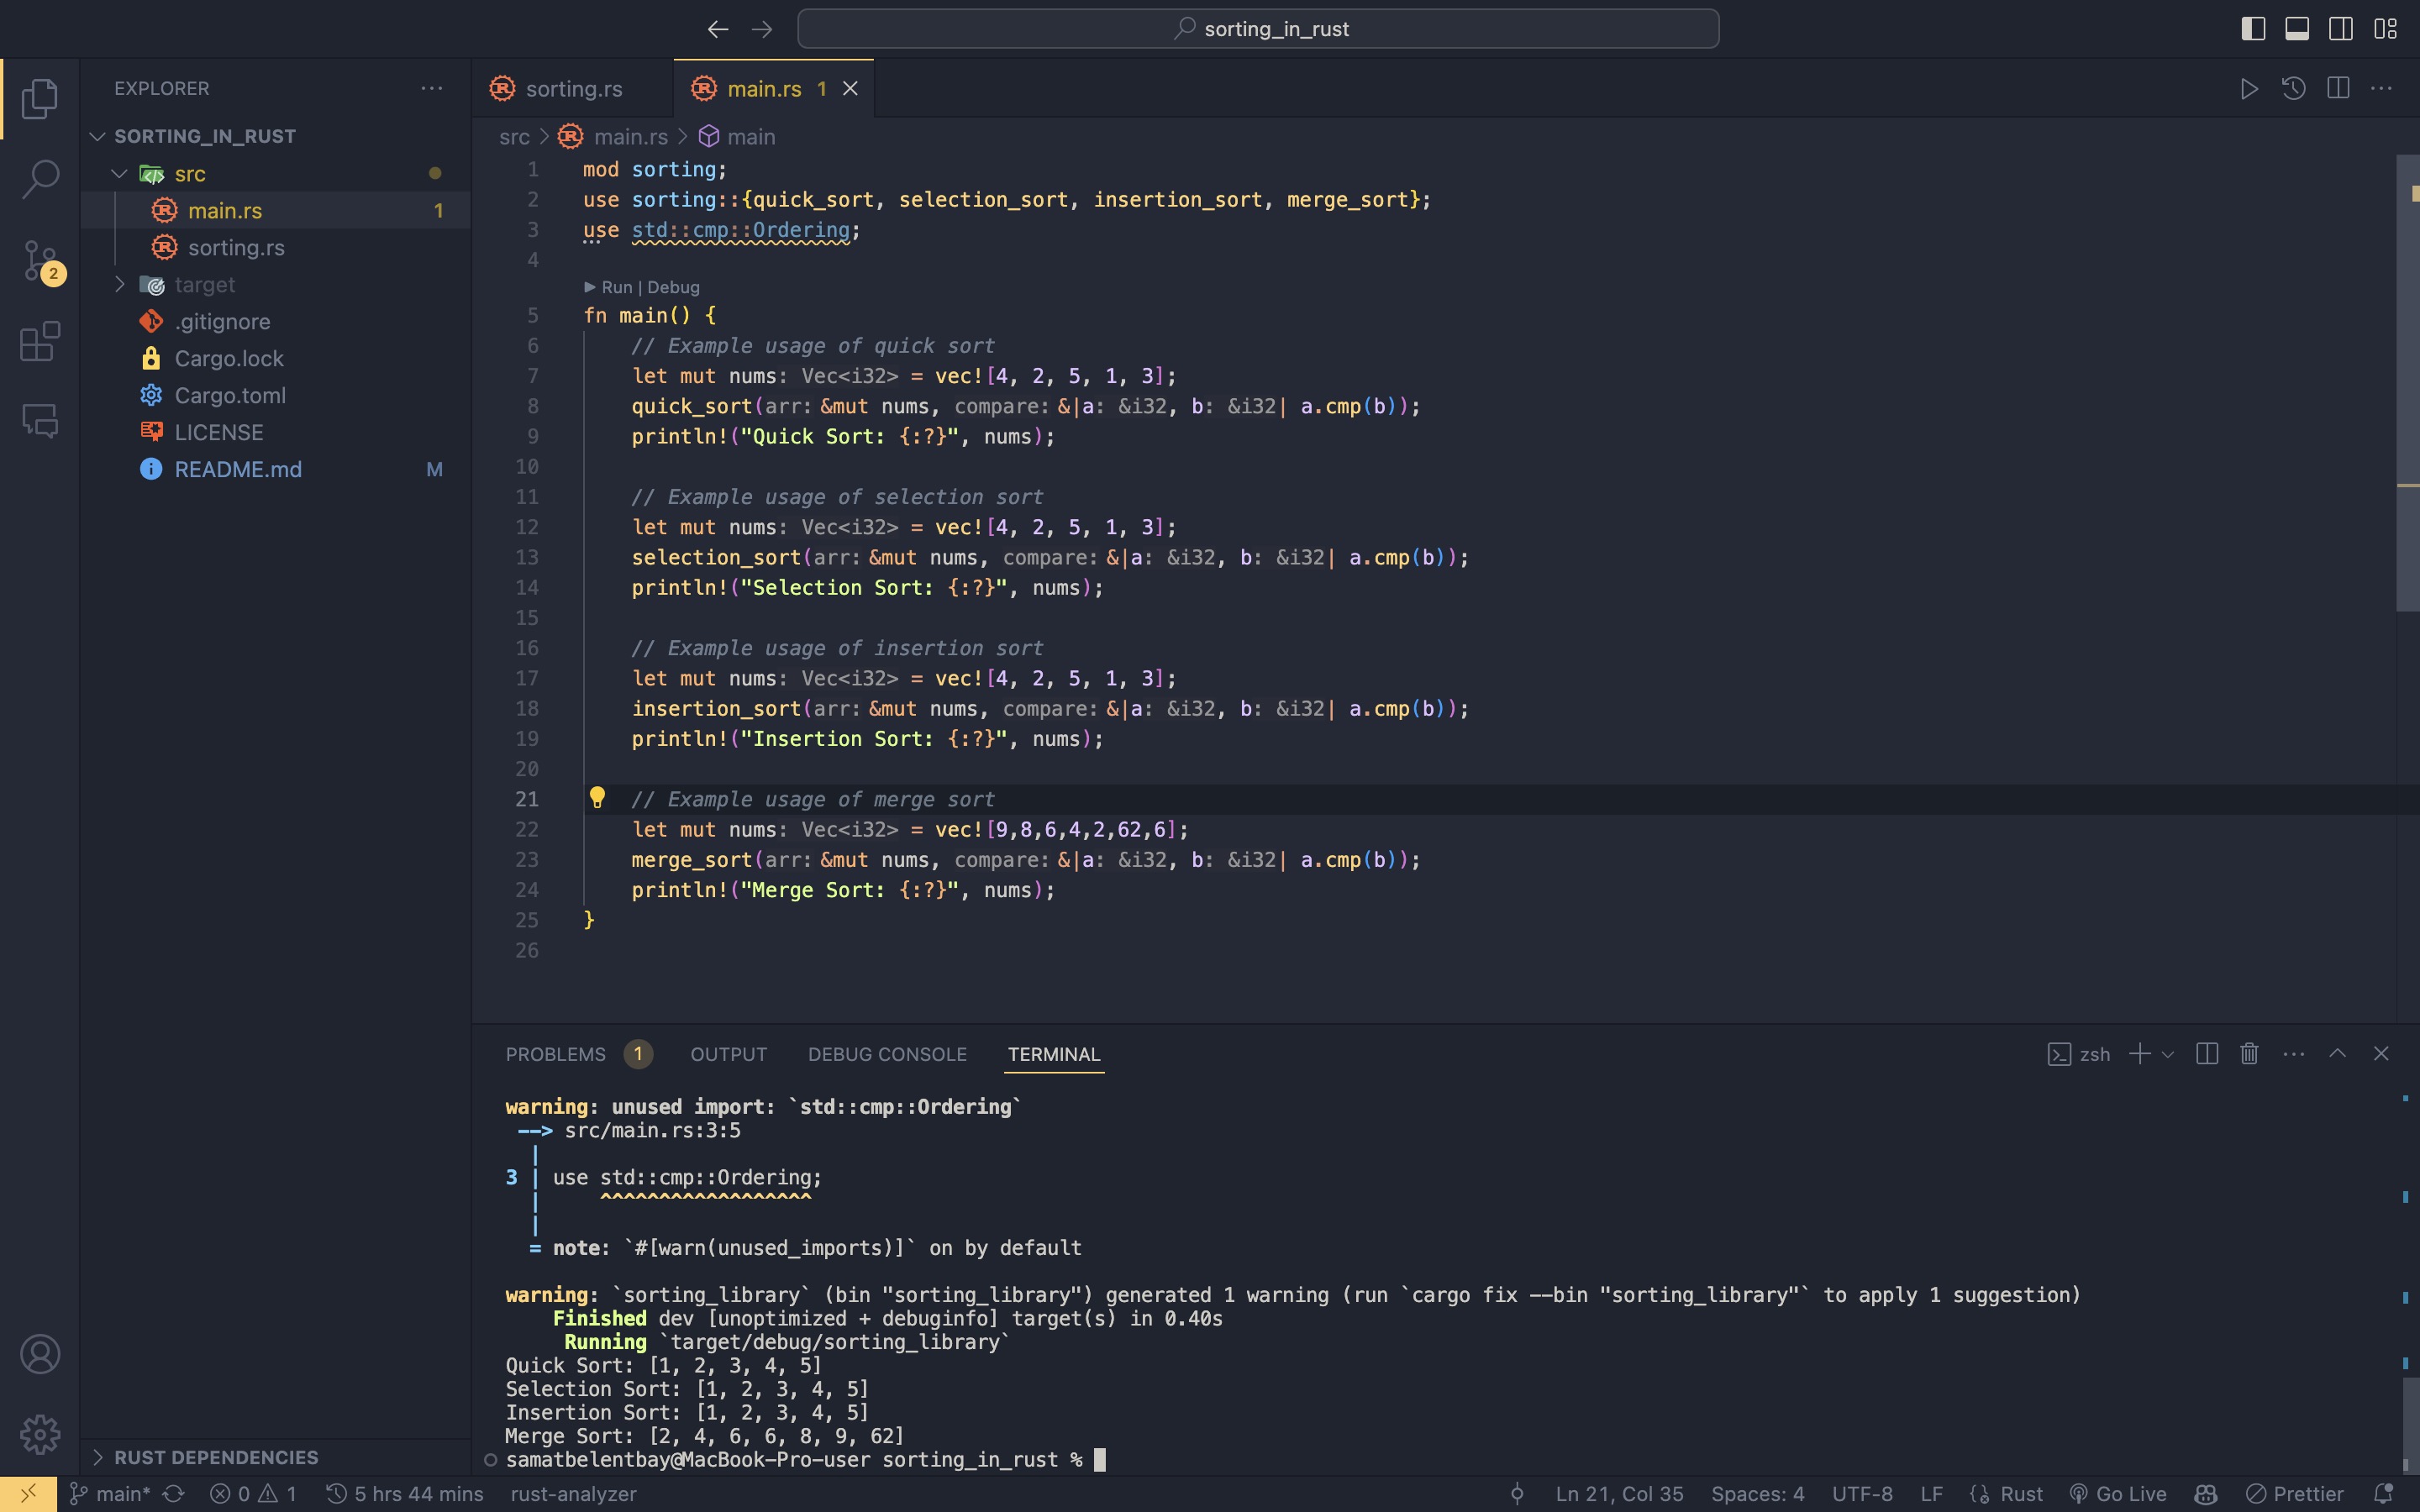 sorting_in_rust
EXPLORER
SORTING_IN_RUST
src
main.rs 1
sorting.rs
target
.gitignore
Cargo.lock
Cargo.toml
LICENSE
README.md M
2
RUST DEPENDENCIES
sorting.rs main.rs 1
src > main.rs > main
1 mod sorting;
2 use sorting::{quick_sort, selection_sort, insertion_sort, merge_sort};
3 use std::cmp::Ordering;
4
Run | Debug
5 fn main() {
6 // Example usage of quick sort
7 let mut nums: Vec<i32> = vec![4, 2, 5, 1, 3];
8 quick_sort(arr: &mut nums, compare: &|a: &i32, b: &i32| a.cmp(b));
9 println!("Quick Sort: {:?}", nums);
10
11 // Example usage of selection sort
12 let mut nums: Vec<i32> = vec![4, 2, 5, 1, 3];
13 selection_sort(arr: &mut nums, compare: &|a: &i32, b: &i32| a.cmp(b));
14 println!("Selection Sort: {:?}", nums);
15
16 // Example usage of insertion sort
17 let mut nums: Vec<i32> = vec![4, 2, 5, 1, 3];
18 insertion_sort(arr: &mut nums, compare: &|a: &i32, b: &i32| a.cmp(b));
19 println!("Insertion Sort: {:?}", nums);
20
21 // Example usage of merge sort
22 let mut nums: Vec<i32> = vec![9,8,6,4,2,62,6];
23 merge_sort(arr: &mut nums, compare: &|a: &i32, b: &i32| a.cmp(b));
24 println!("Merge Sort: {:?}", nums);
25 }
26
PROBLEMS 1 OUTPUT DEBUG CONSOLE TERMINAL zsh
warning: unused import: `std::cmp::Ordering`
--> src/main.rs:3:5
|
3 | use std::cmp::Ordering;
| ^^^^^^^^^^^^^^^^^^
|
= note: `#[warn(unused_imports)]` on by default
warning: `sorting_library` (bin "sorting_library") generated 1 warning (run `cargo fix --bin "sorting_library"` to apply 1 suggestion)
Finished dev [unoptimized + debuginfo] target(s) in 0.40s
Running `target/debug/sorting_library`
Quick Sort: [1, 2, 3, 4, 5]
Selection Sort: [1, 2, 3, 4, 5]
Insertion Sort: [1, 2, 3, 4, 5]
Merge Sort: [2, 4, 6, 6, 8, 9, 62]
samatbelentbay@MacBook-Pro-user sorting_in_rust %
main* 0 1 5 hrs 44 mins rust-analyzer Ln 21, Col 35 Spaces: 4 UTF-8 LF Rust Go Live Prettier